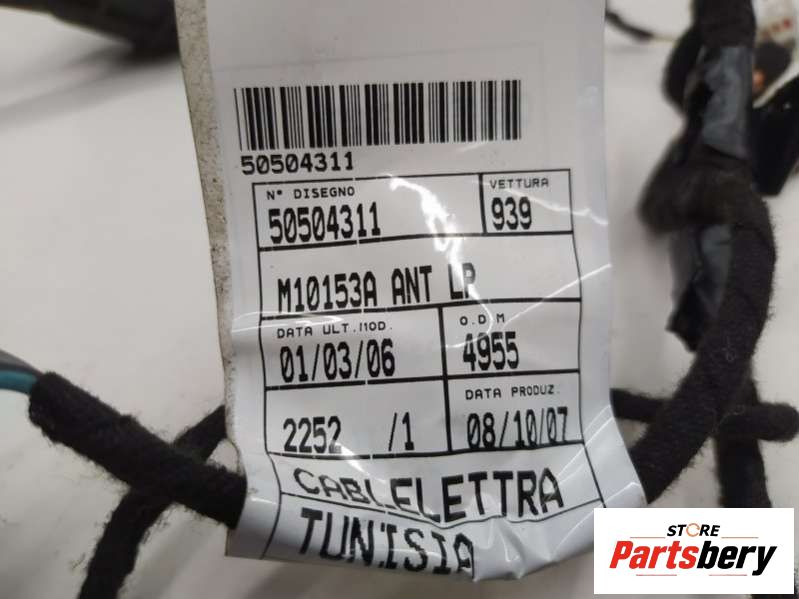 50504311
N° DISEGNO
50504311
VETTURA
939
M10153A ANT LP
DATA ULT.MOD.
01/03/06
O.D M
4955
2252 /1
DATA PRODUZ.
08/10/07
CABLELETTRA
TUNISIA
STORE
Partsbery